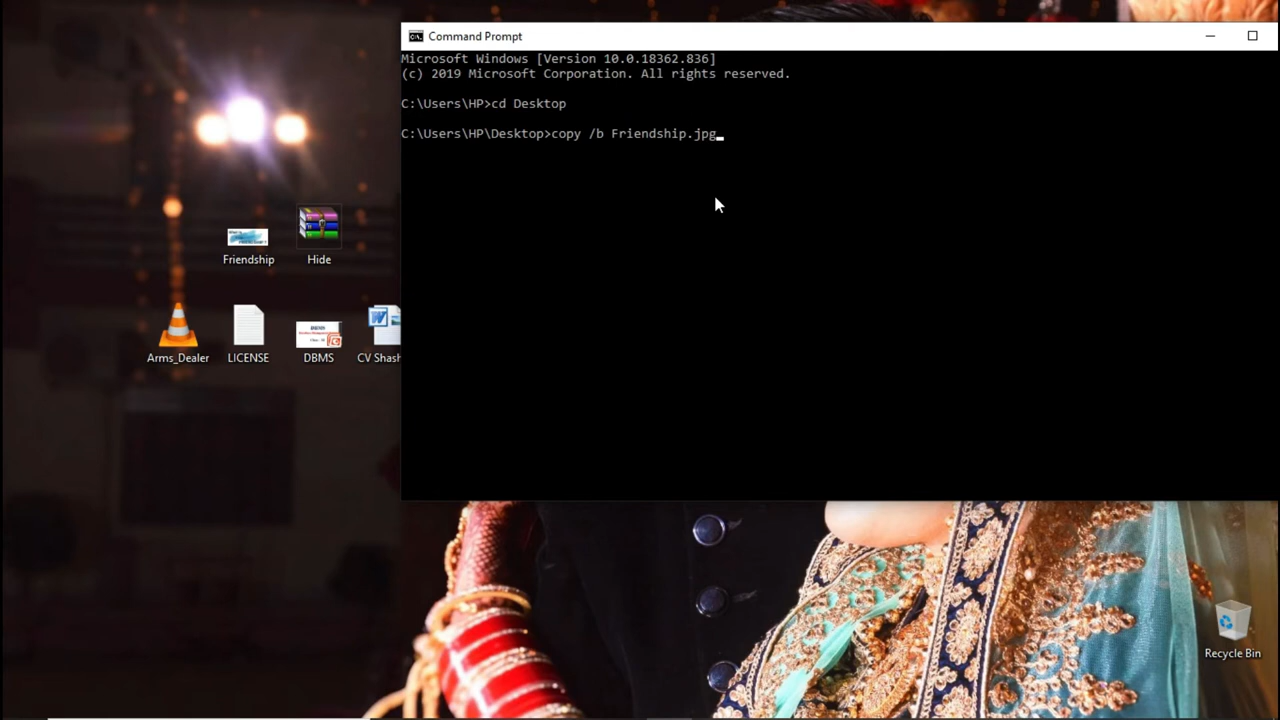 Command Prompt
Microsoft Windows [Version 10.0.18362.836]
(c) 2019 Microsoft Corporation. All rights reserved.
C:\Users\HP>cd Desktop
C:\Users\HP\Desktop>copy /b Friendship.jpg
Friendship
Hide
Arms_Dealer
LICENSE
DBMS
CV Shash
Recycle Bin